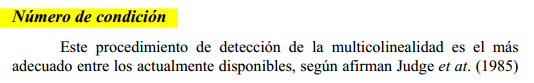 Número de condición
Este procedimiento de detección de la multicolinealidad es el más
adecuado entre los actualmente disponibles, según afirman Judge et at. (1985)